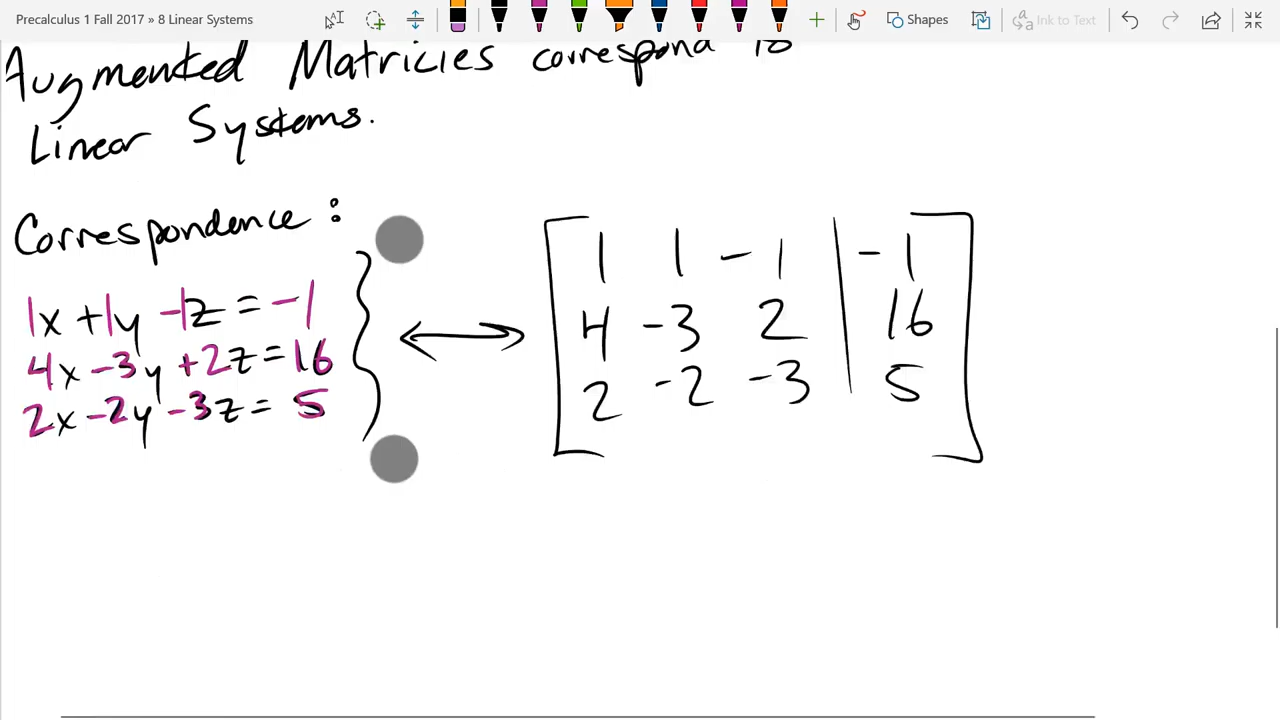 Precalculus 1 Fall 2017 » 8 Linear Systems
Shapes
Ink to Text
Augmented Matricies correspond to
Linear Systems.
Correspondence :
1x +1y -1z = -1
4x -3y +2z = 16
2x -2y -3z = 5
1 1 -1 | -1
4 -3 2 | 16
2 -2 -3 | 5